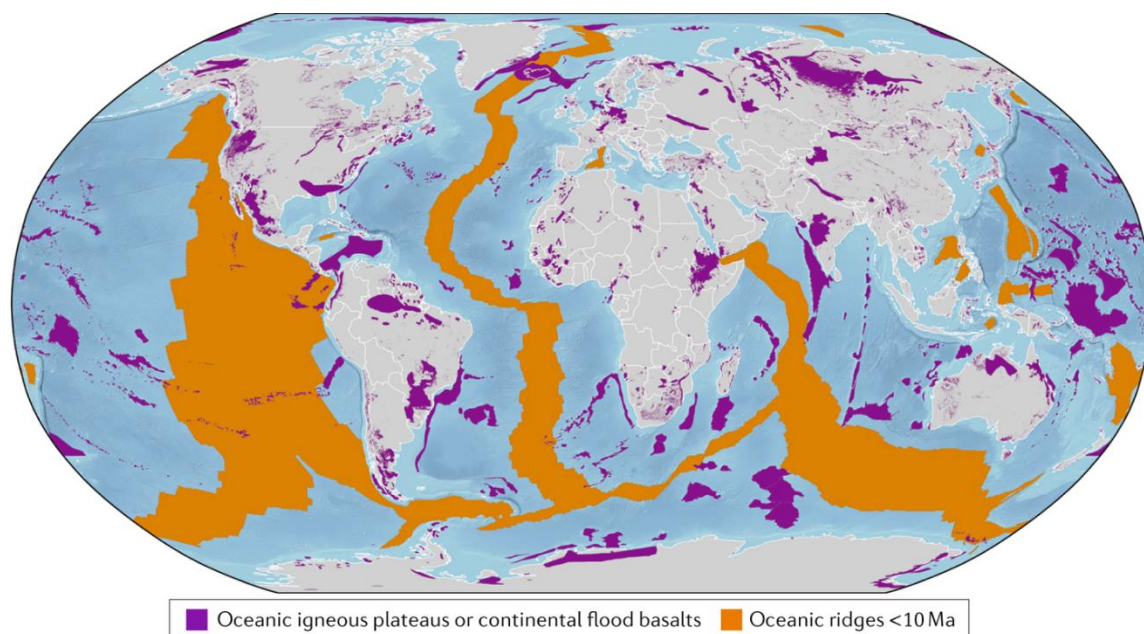 Oceanic igneous plateaus or continental flood basalts
Oceanic ridges <10 Ma